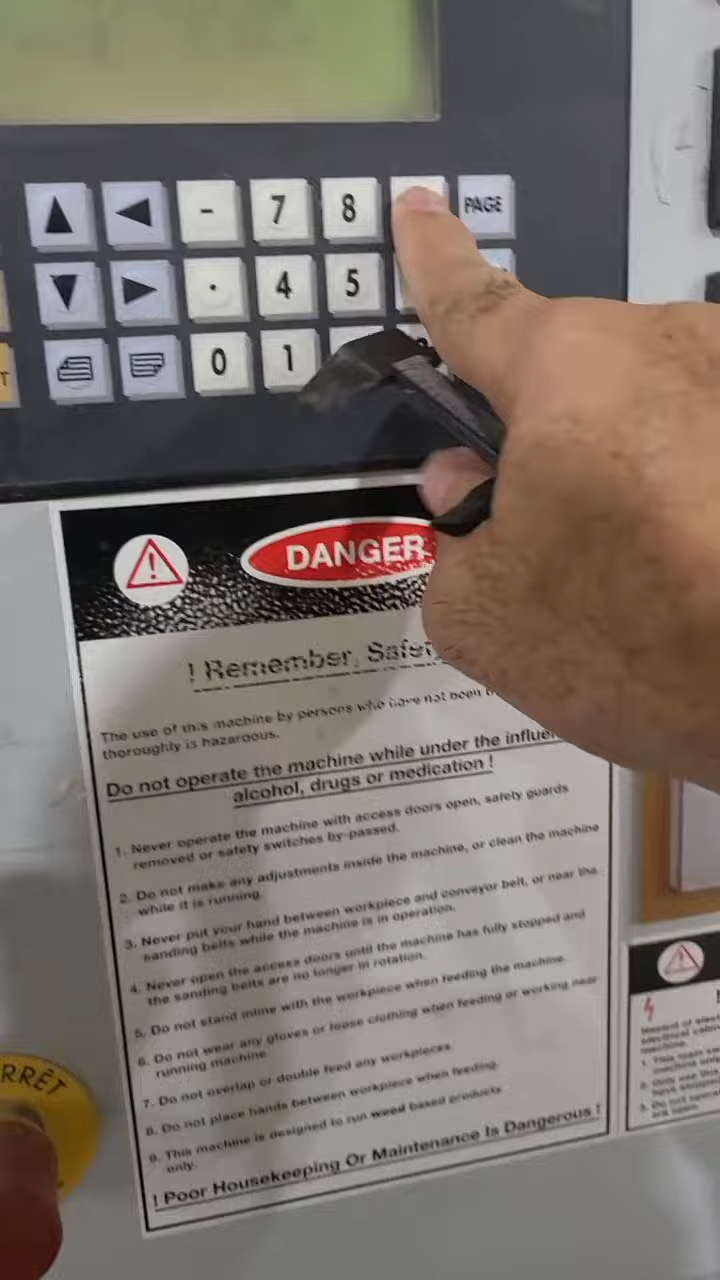 - 7 8 PAGE
. 4 5
0 1
T
DANGER
! Remember, Safet
The use of this machine by persons who have not been
thoroughly is hazardous.
Do not operate the machine while under the influen
alcohol, drugs or medication !
1. Never operate the machine with access doors open, safety guards
removed or safety switches by-passed.
2. Do not make any adjustments inside the machine, or clean the machine
while it is running.
3. Never put your hand between workpiece and conveyor belt, or near the
sanding belts while the machine is in operation.
4. Never open the access doors until the machine has fully stopped and
the sanding belts are no longer in rotation.
5. Do not stand inline with the workpiece when feeding the machine.
6. Do not wear any gloves or loose clothing when feeding or working near
running machine.
7. Do not overlap or double feed any workpieces.
8. Do not place hands between workpiece when feeding.
9. This machine is designed to run weed based products
only.
! Poor Housekeeping Or Maintenance Is Dangerous !
RRÊT